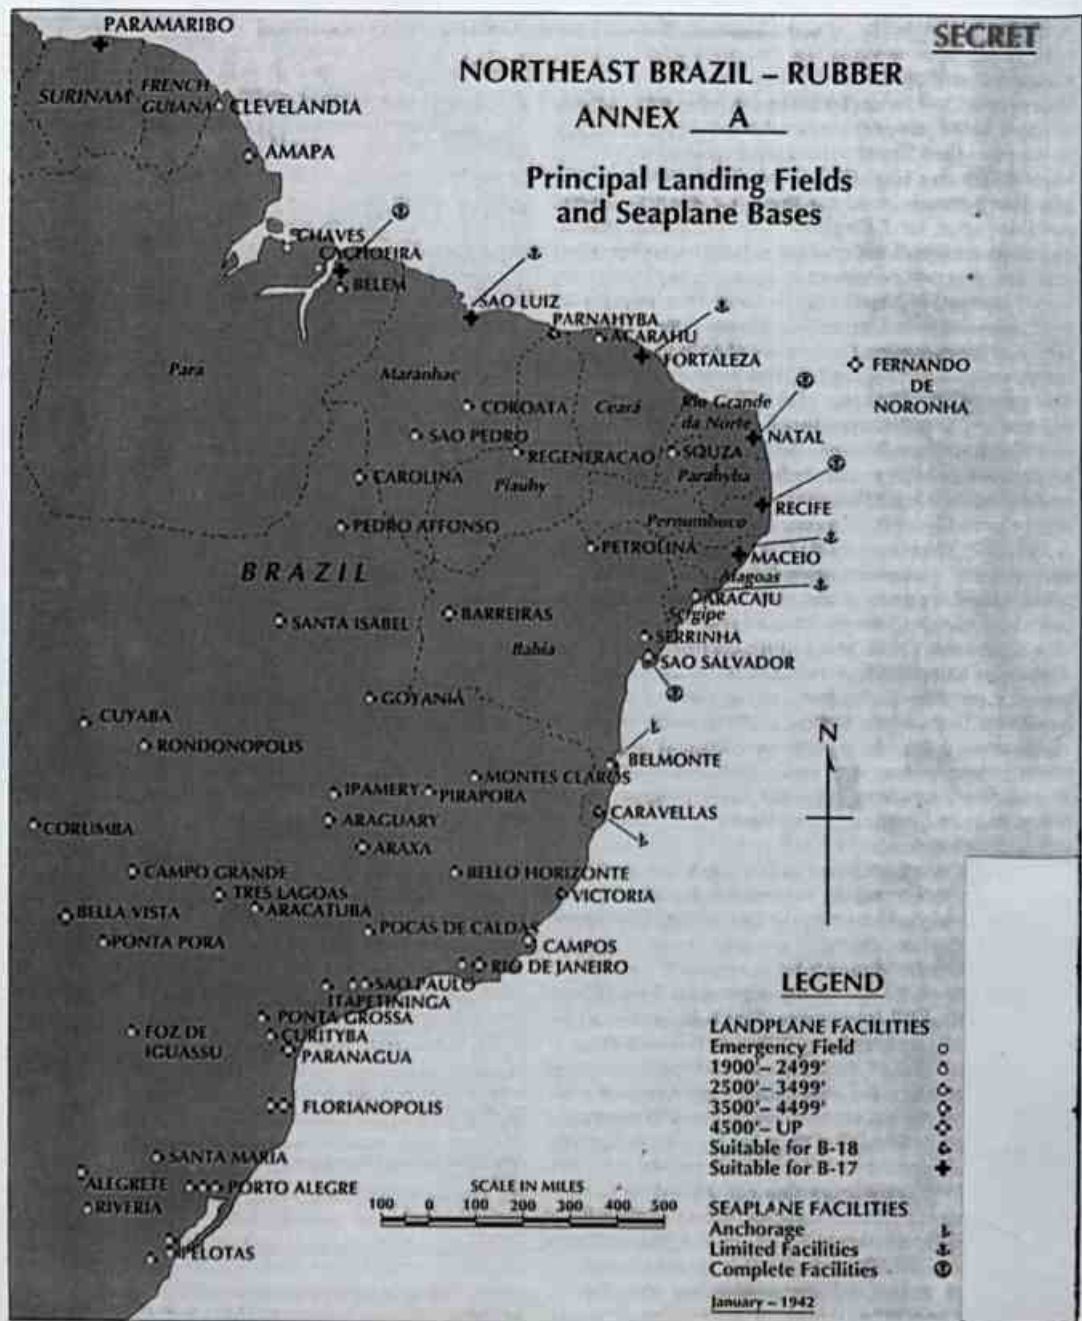 SECRET
NORTHEAST BRAZIL – RUBBER
ANNEX A
Principal Landing Fields
and Seaplane Bases
PARAMARIBO
SURINAM
FRENCH
GUIANA
CLEVELANDIA
AMAPA
CHAVES
CACHOEIRA
BELEM
SAO LUIZ
PARNAHYBA
ACARAHU
FORTALEZA
FERNANDO
DE
NORONHA
Para
Maranhao
Ceará
Rio Grande
da Norte
COROATA
SAO PEDRO
REGENERACAO
SOUZA
NATAL
CAROLINA
Piauhy
Parahyba
RECIFE
PEDRO AFFONSO
Pernumbuco
PETROLINA
MACEIO
BRAZIL
Alagoas
ARACAJU
SANTA ISABEL
BARREIRAS
Sergipe
SERRINHA
Bahia
SAO SALVADOR
GOYANIA
CUYABA
RONDONOPOLIS
N
BELMONTE
MONTES CLAROS
IPAMERY
PIRAPORA
CARAVELLAS
CORUMBA
ARAGUARY
ARAXA
CAMPO GRANDE
BELLO HORIZONTE
TRES LAGOAS
VICTORIA
BELLA VISTA
ARACATUBA
POCAS DE CALDAS
PONTA PORA
CAMPOS
RIO DE JANEIRO
SAO PAULO
ITAPETININGA
PONTA GROSSA
FOZ DE
IGUASSU
CURITYBA
PARANAGUA
FLORIANOPOLIS
SANTA MARIA
ALEGRETE
PORTO ALEGRE
RIVERIA
PELOTAS
SCALE IN MILES
100 0 100 200 300 400 500
LEGEND
LANDPLANE FACILITIES
Emergency Field
1900'– 2499'
2500'– 3499'
3500'– 4499'
4500'– UP
Suitable for B-18
Suitable for B-17
SEAPLANE FACILITIES
Anchorage
Limited Facilities
Complete Facilities
January – 1942